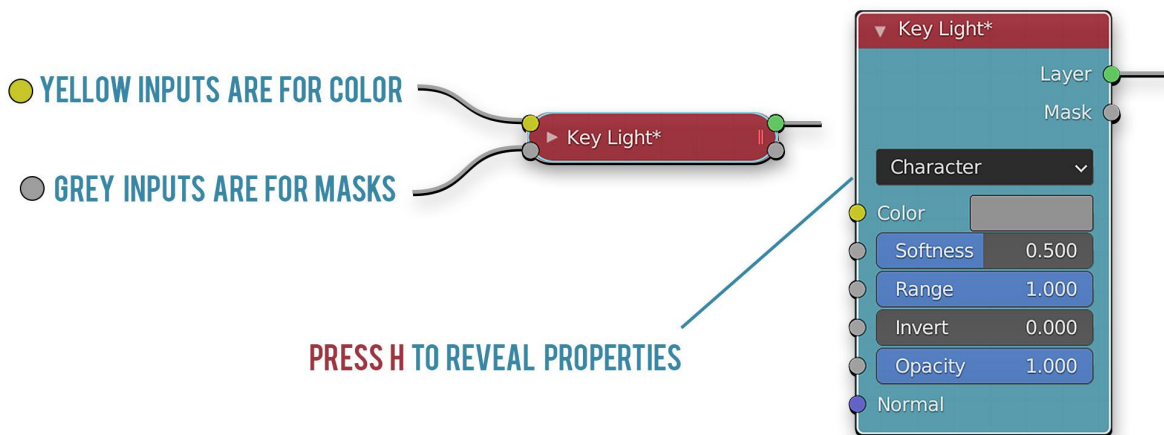 YELLOW INPUTS ARE FOR COLOR
GREY INPUTS ARE FOR MASKS
Key Light*
PRESS H TO REVEAL PROPERTIES
Key Light*
Layer
Mask
Character
Color
Softness 0.500
Range 1.000
Invert 0.000
Opacity 1.000
Normal